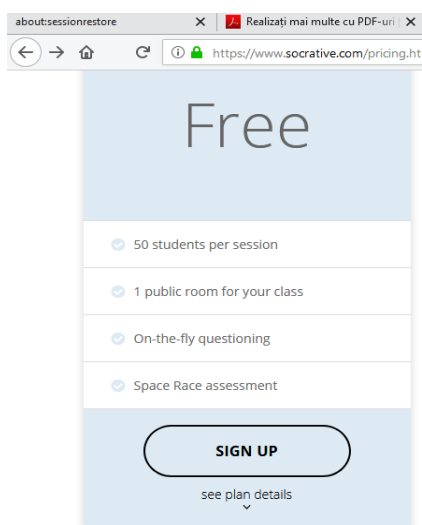 about:sessionrestore
Realizați mai multe cu PDF-uri
https://www.socrative.com/pricing.ht
Free
50 students per session
1 public room for your class
On-the-fly questioning
Space Race assessment
SIGN UP
see plan details